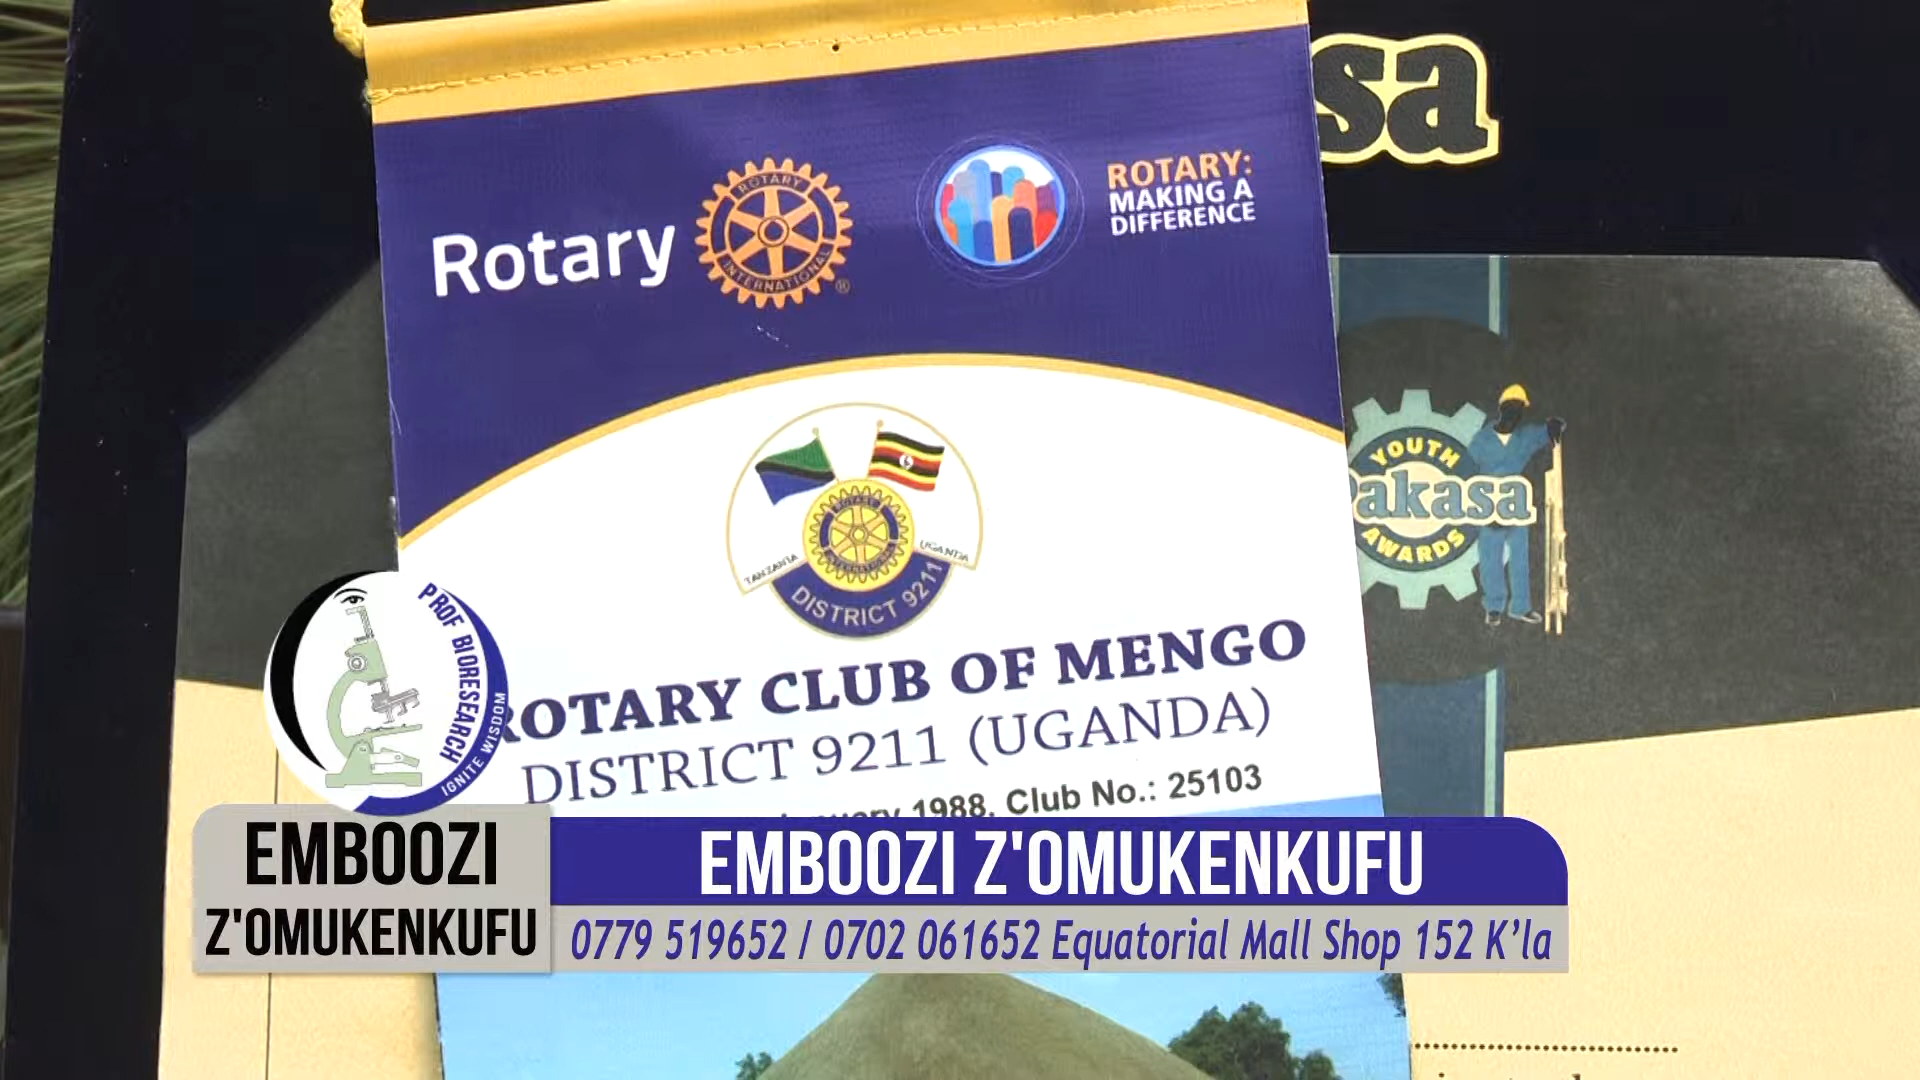 sa
Rotary
ROTARY
INTERNATIONAL
®
ROTARY:
MAKING A
DIFFERENCE
YOUTH
akasa
AWARDS
TANZANIA
UGANDA
DISTRICT 9211
ROTARY CLUB OF MENGO
DISTRICT 9211 (UGANDA)
1988, Club No.: 25103
PROF BIORESEARCH
IGNITE WISDOM
EMBOOZI
Z'OMUKENKUFU
EMBOOZI Z'OMUKENKUFU
0779 519652 / 0702 061652 Equatorial Mall Shop 152 K'la